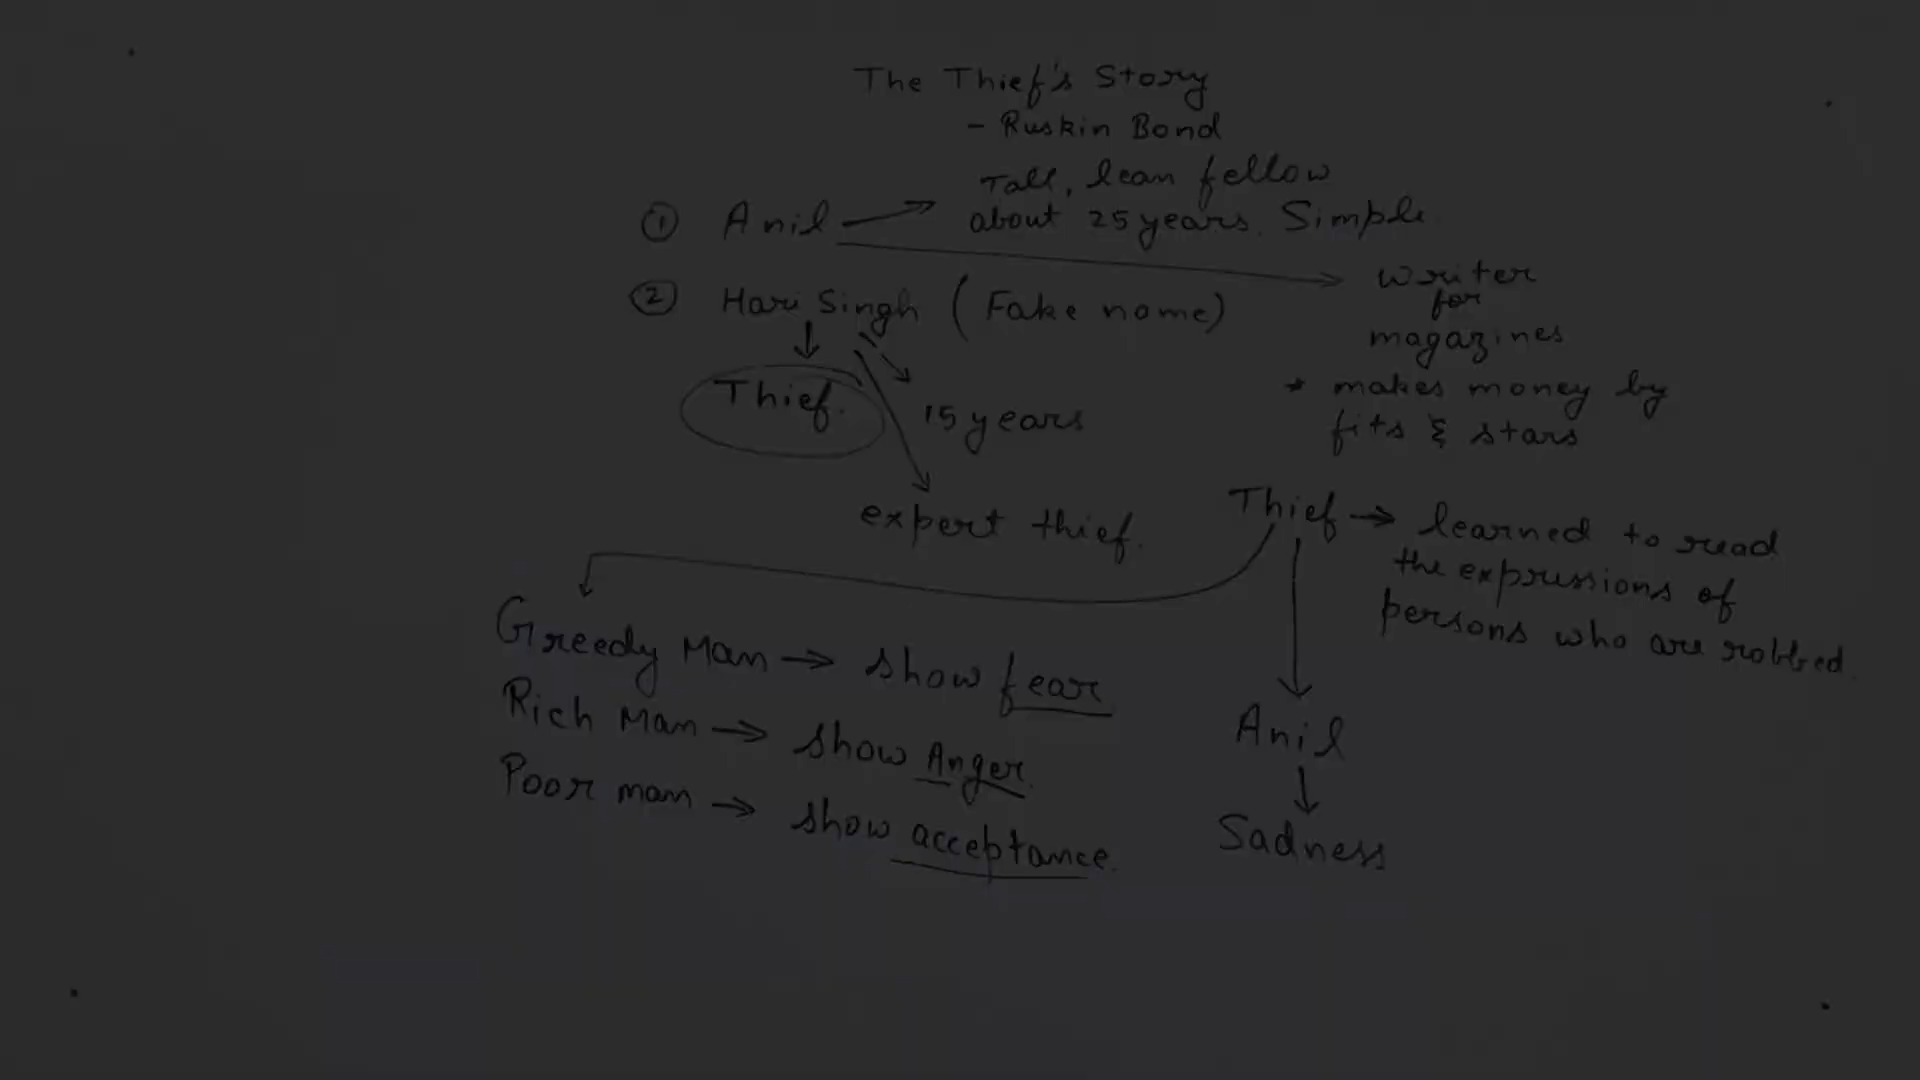 The Thief's Story
- Ruskin Bond
① Anil → Tall, lean fellow
about 25 years. Simple.
→ writer
for
magazines
* makes money by
fits & stars
② Hari Singh (Fake name)
Thief.
15 years
expert thief.
Thief → learned to read
the expressions of
persons who are robbed.
Greedy Man → show fear
Rich Man → show Anger.
Poor man → show acceptance.
Anil
Sadness